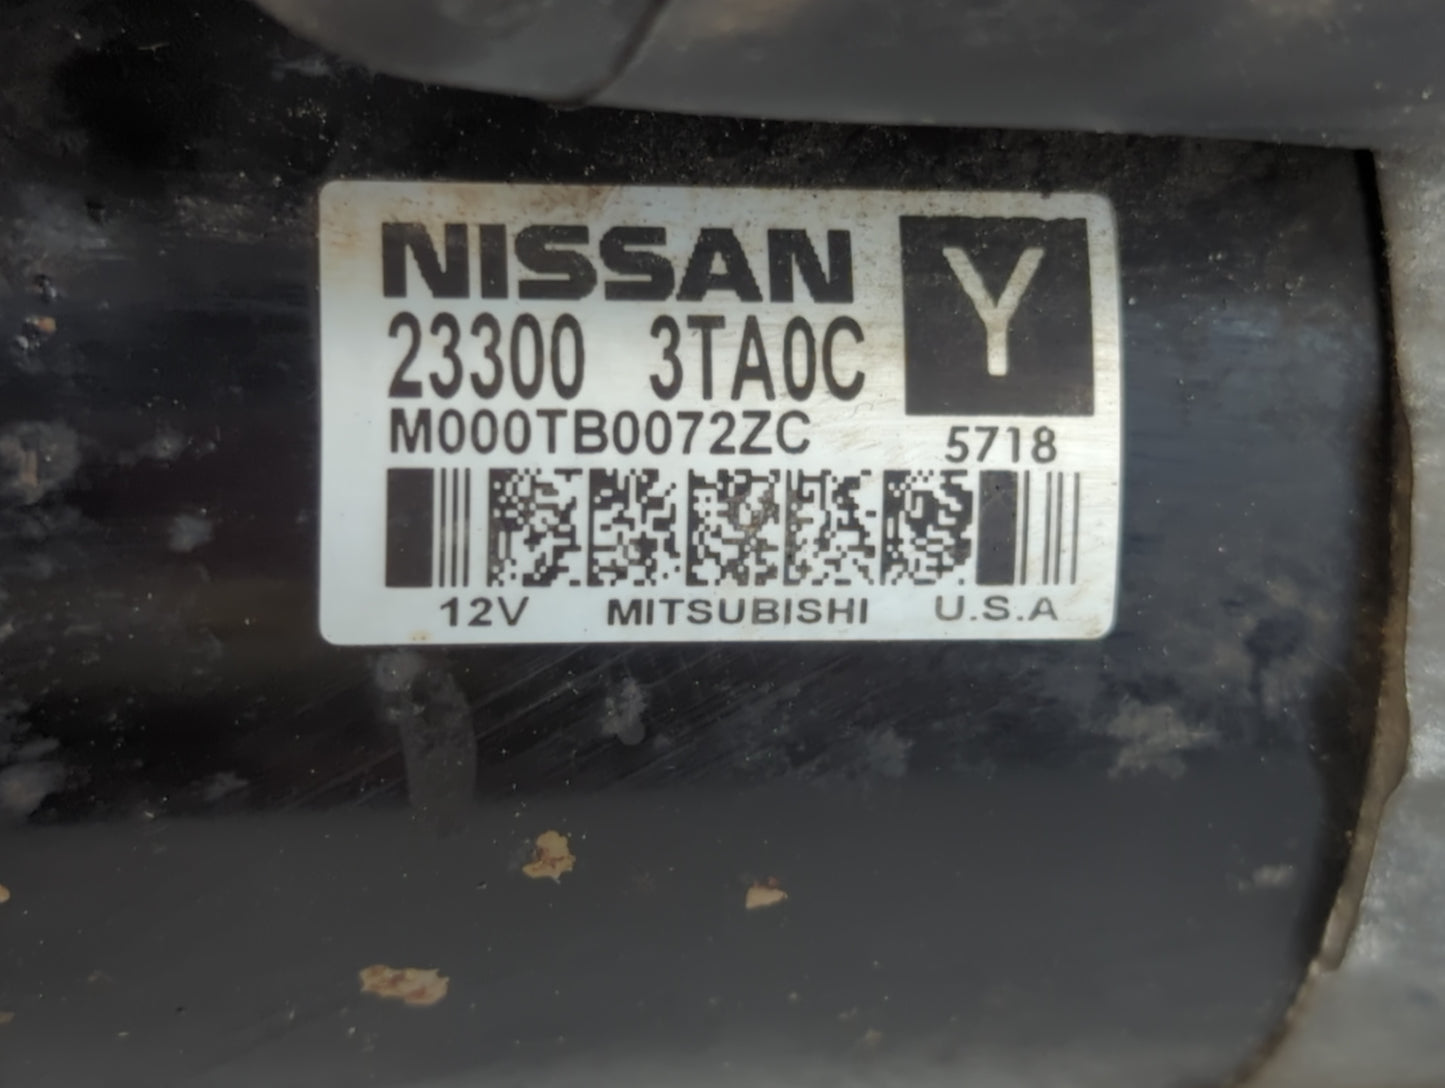 NISSAN
Y
23300 3TA0C
M000TB0072ZC
5718
12V MITSUBISHI U.S.A